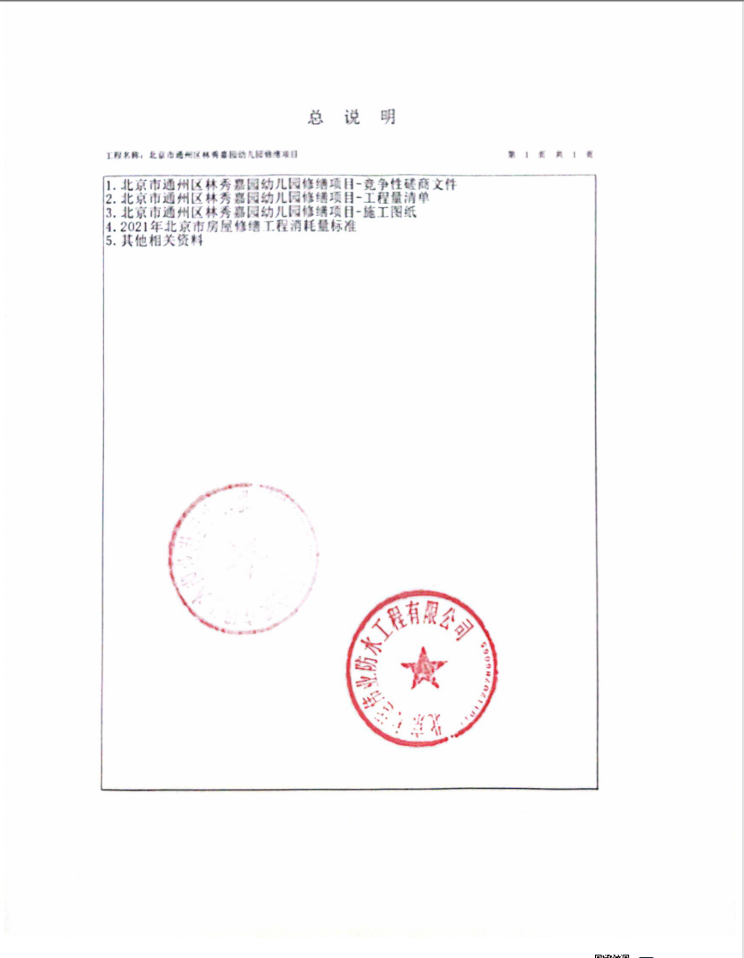 总 说 明
工程名称：北京市通州区林秀嘉园幼儿园修缮项目
第 1 页 共 1 页
1. 北京市通州区林秀嘉园幼儿园修缮项目-竞争性磋商文件
2. 北京市通州区林秀嘉园幼儿园修缮项目-工程量清单
3. 北京市通州区林秀嘉园幼儿园修缮项目-施工图纸
4. 2021年北京市房屋修缮工程消耗量标准
5. 其他相关资料
北京
业防水工程有限公司